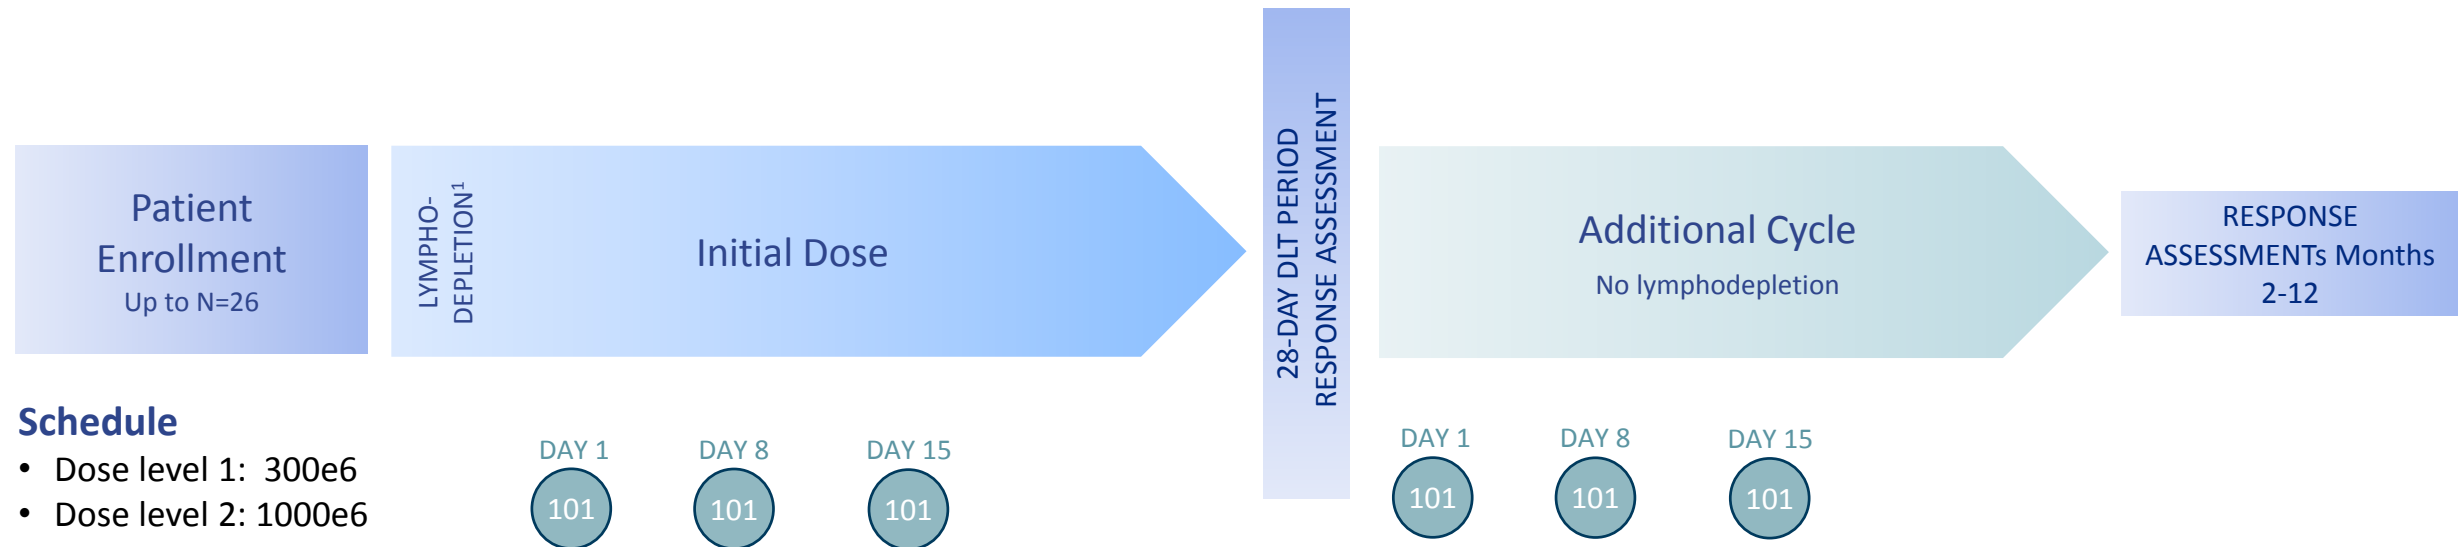 Patient
Enrollment
Up to N=26
LYMPHO-
DEPLETION¹
Initial Dose
28-DAY DLT PERIOD
RESPONSE ASSESSMENT
Additional Cycle
No lymphodepletion
RESPONSE
ASSESSMENTs Months
2-12
Schedule
• Dose level 1:  300e6
• Dose level 2: 1000e6
DAY 1
101
DAY 8
101
DAY 15
101
DAY 1
101
DAY 8
101
DAY 15
101